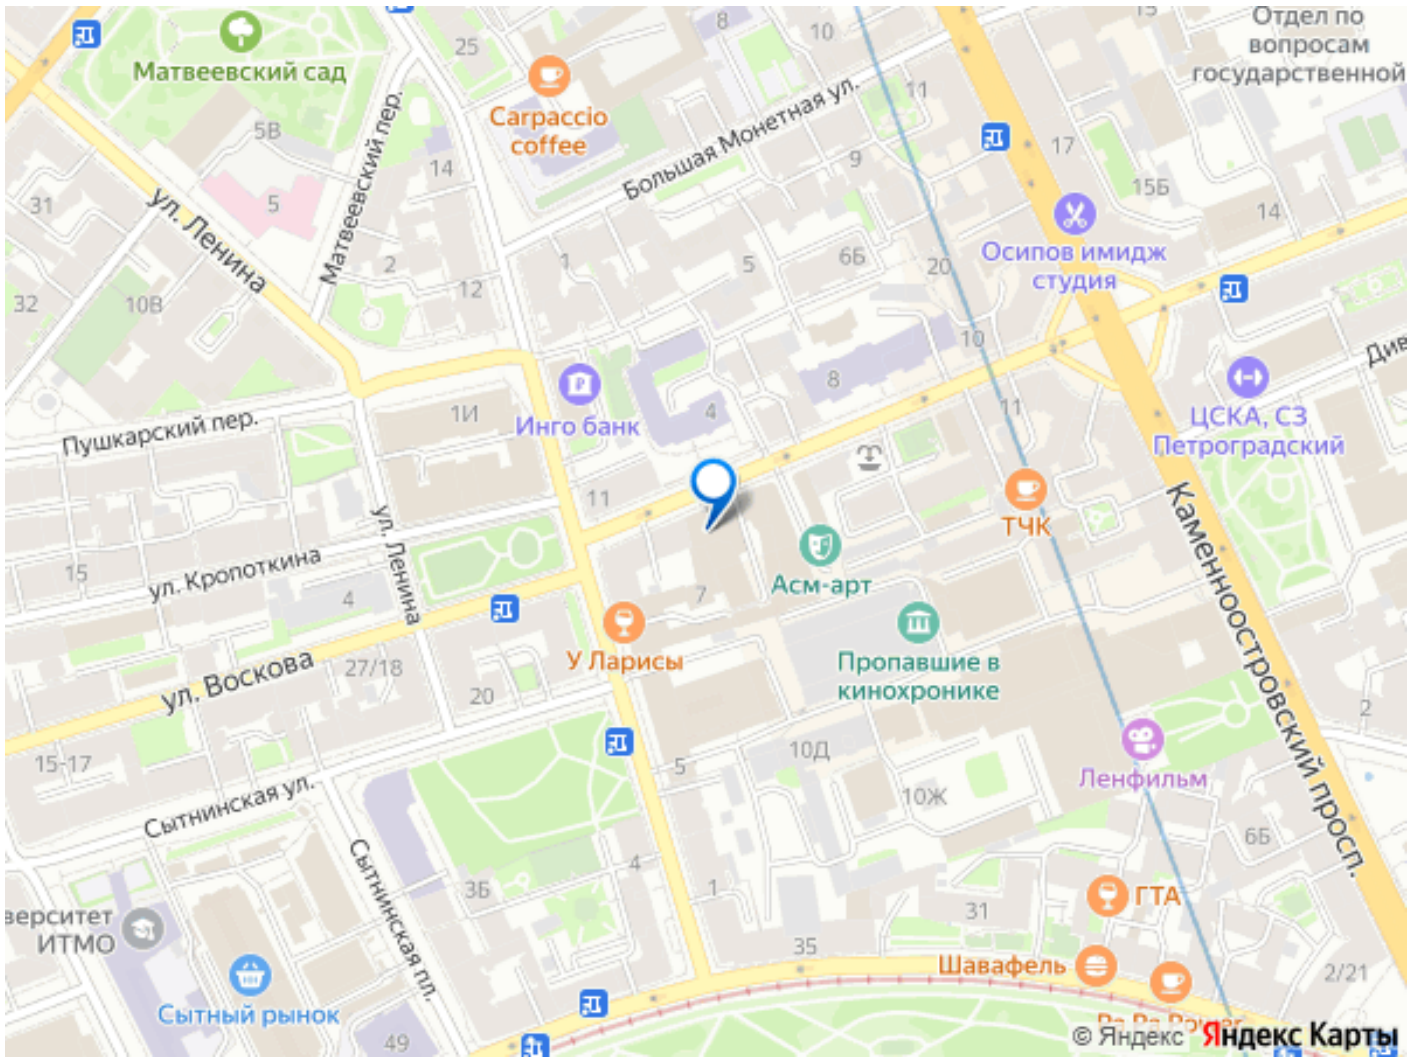 Отдел по
вопросам
государственной
Матвеевский сад
Carpaccio
coffee
25
8
10
15
11
Большая Монетная ул.
17
9
15Б
14
5В
14
Матвеевский пер.
31
5
ул. Ленина
Осипов имидж
студия
32
10В
2
12
1
5
6Б
20
10
Див
Инго банк
1И
4
8
11
ЦСКА, СЗ
Петроградский
Пушкарский пер.
11
ТЧК
Каменноостровский просп.
ул. Ленина
15
ул. Кропоткина
4
Асм-арт
7
У Ларисы
Пропавшие в
кинохронике
ул. Воскова
27/18
20
2
15-17
5
10Д
Ленфильм
10Ж
Сытнинская ул.
6Б
4
3Б
1
Сытнинская пл.
31
ГТА
верситет
ИТМО
35
Шавафель
2/21
Сытный рынок
49
© Яндекс Яндекс Карты